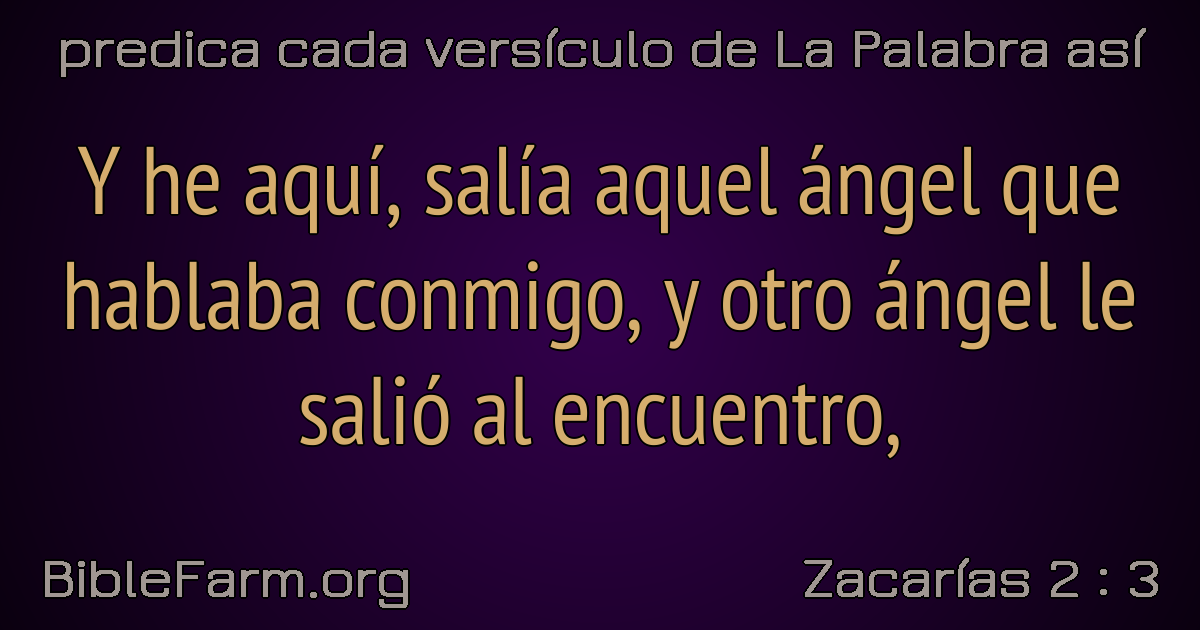 predica cada versículo de La Palabra así
Y he aquí, salía aquel ángel que
hablaba conmigo, y otro ángel le
salió al encuentro,
BibleFarm.org
Zacarías 2 : 3